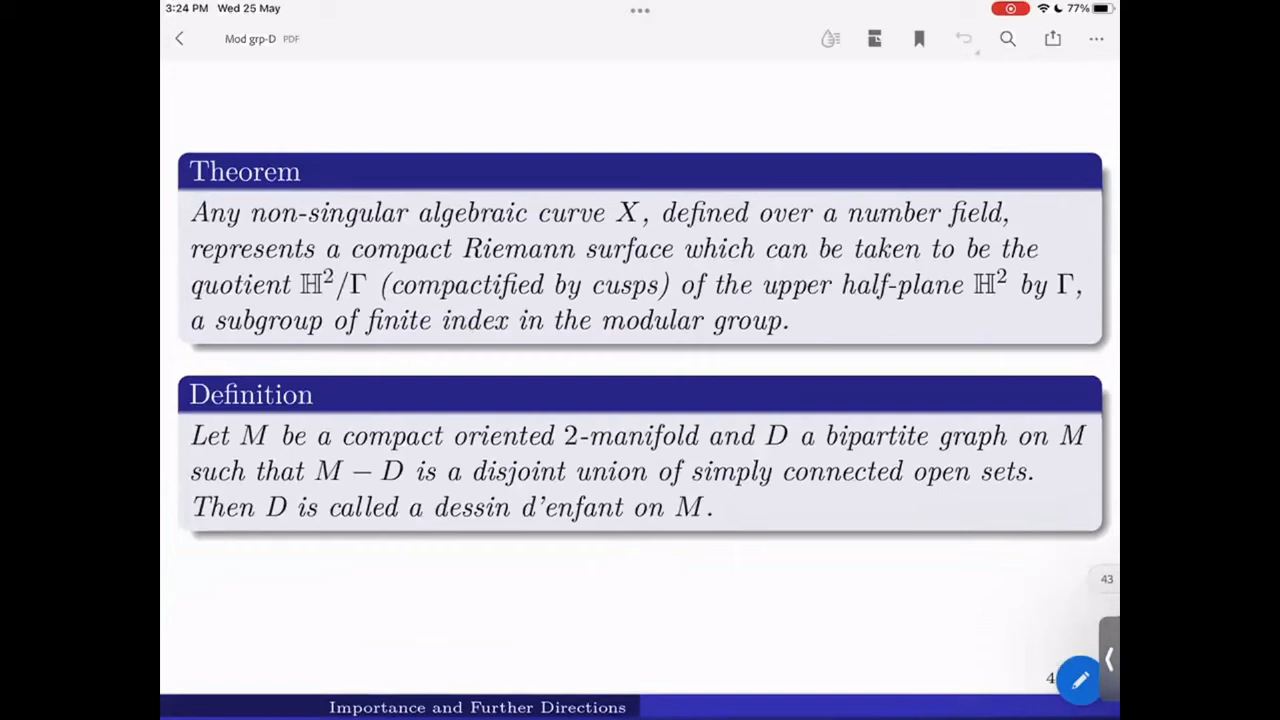 3:24 PM Wed 25 May
77%
Mod grp-D PDF
Theorem
Any non-singular algebraic curve X, defined over a number field,
represents a compact Riemann surface which can be taken to be the
quotient ℍ²/Γ (compactified by cusps) of the upper half-plane ℍ² by Γ,
a subgroup of finite index in the modular group.
Definition
Let M be a compact oriented 2-manifold and D a bipartite graph on M
such that M − D is a disjoint union of simply connected open sets.
Then D is called a dessin d'enfant on M.
43
Importance and Further Directions